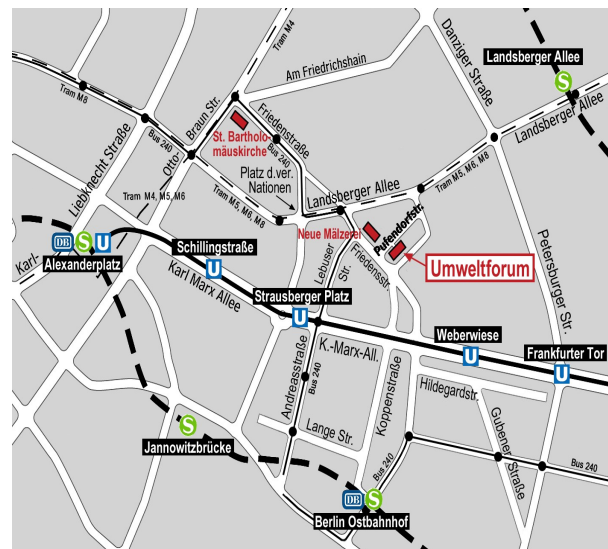 Landsberger Allee
S
Danziger Straße
Tram M4
Am Friedrichshain
Tram M8
Bus 240
Otto-
Braun Str.
St. Bartholo-
mäuskirche
Friedenstraße
Bus 240
Landsberger Allee
Tram M5, M6, M8
Karl-
Liebknecht Straße
Tram M4, M5, M6
Tram M5, M6, M8
Platz d.ver.
Nationen
Landsberger Allee
Neue Mälzerei
Pufendorfstr.
Friedensstr.
Umweltforum
Petersburger Str.
DB S U
Alexanderplatz
Schillingstraße
U
Karl Marx Allee
Lebuser
Str.
Strausberger Platz
U
Weberwiese
U
Frankfurter Tor
U
K.-Marx-All.
Andreasstraße
Bus 240
Koppenstraße
Hildegardstr.
Gubener Straße
Bus 240
Lange Str.
Bus 240
S
Jannowitzbrücke
DB S
Berlin Ostbahnhof